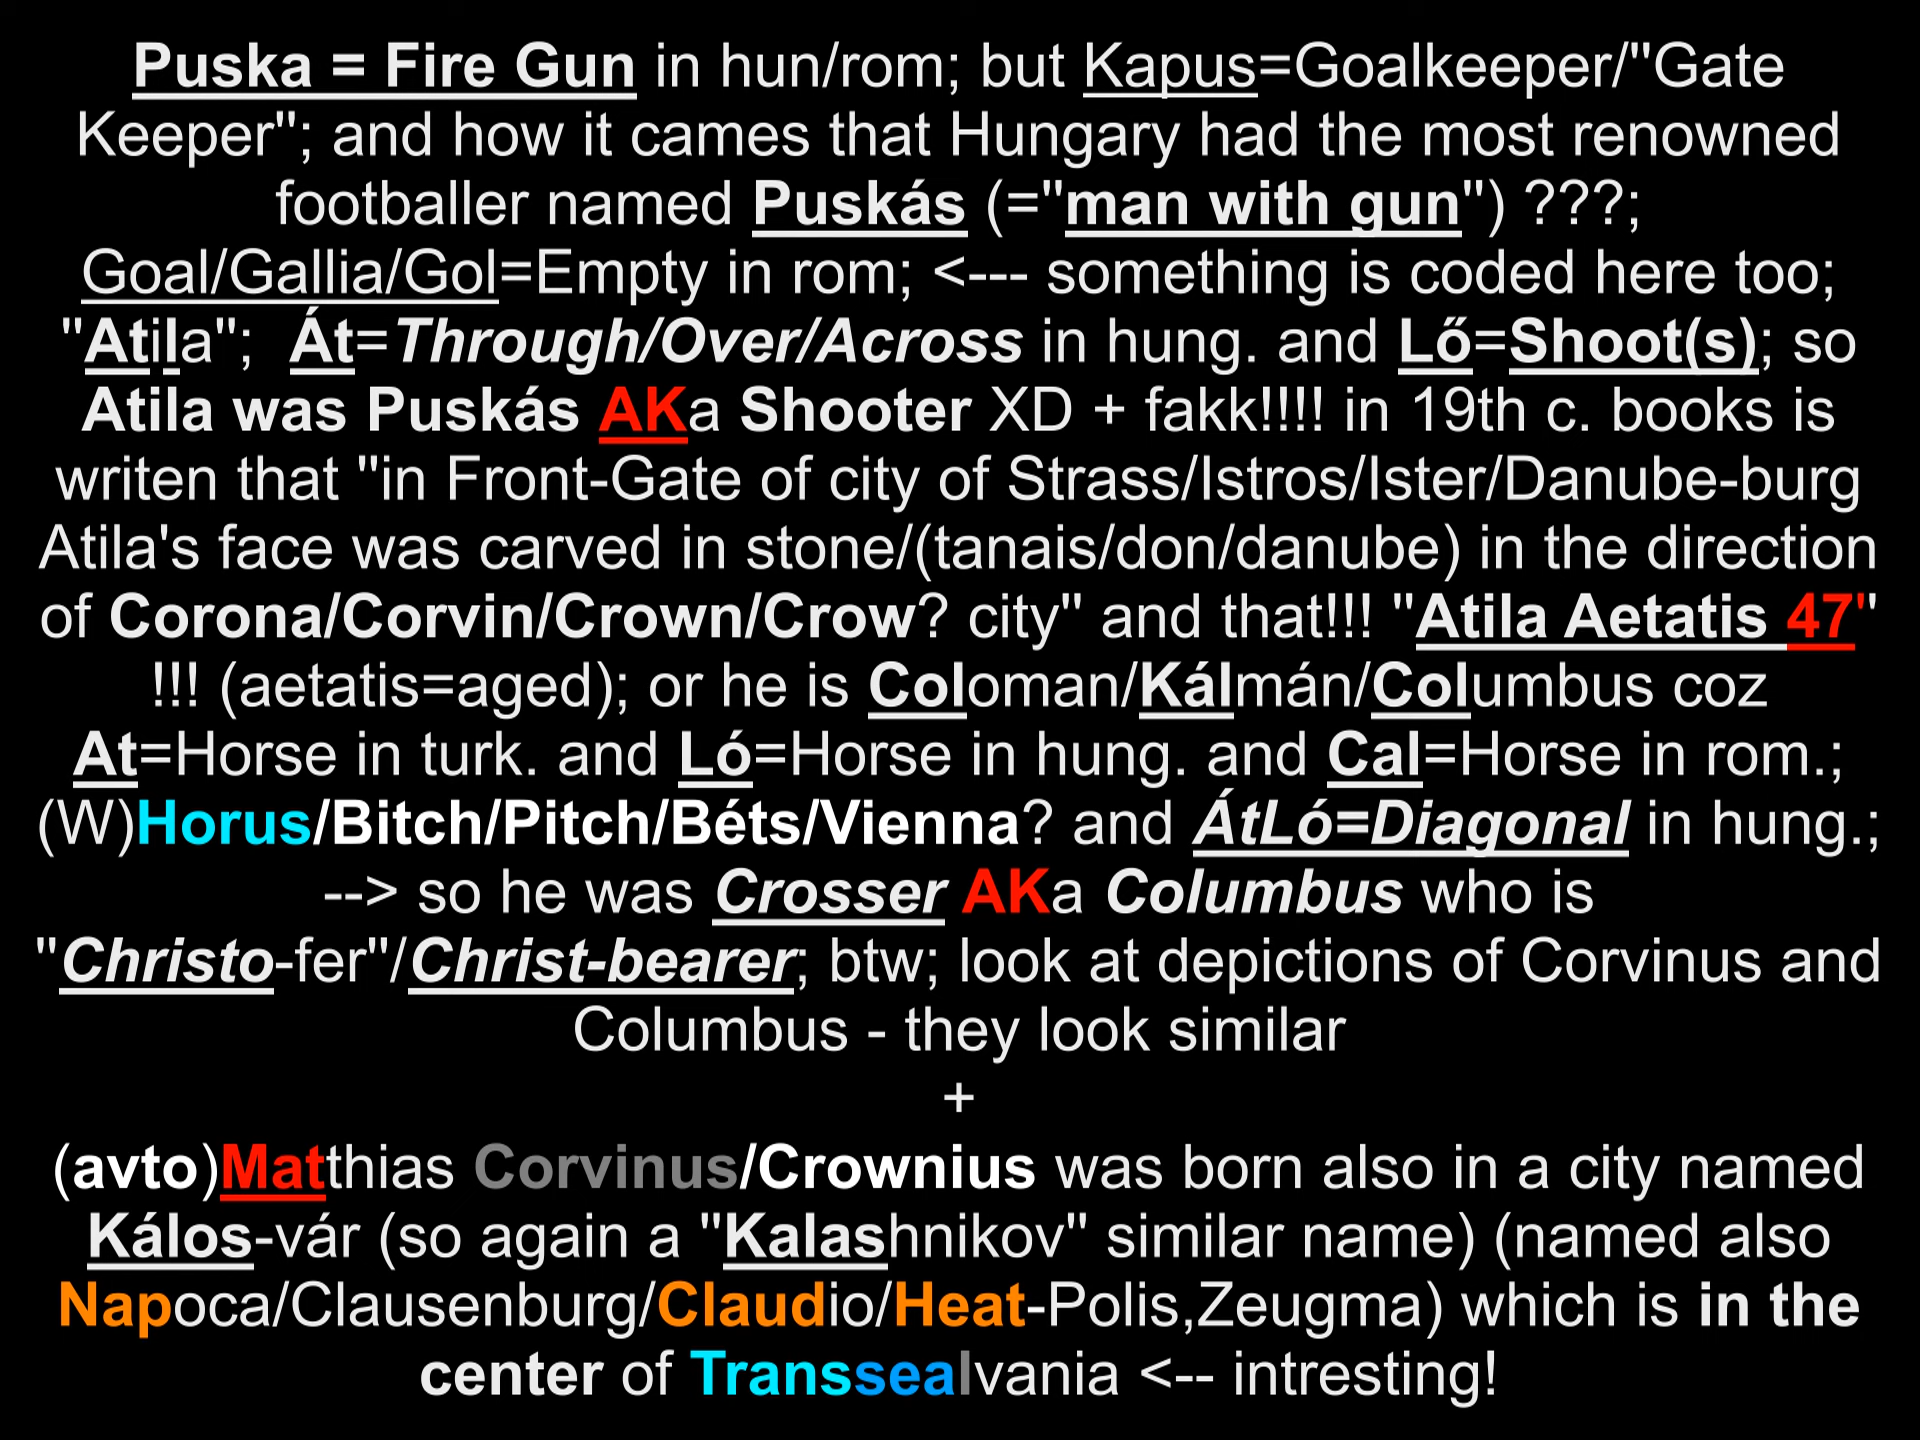 Puska = Fire Gun in hun/rom; but Kapus=Goalkeeper/"Gate
Keeper"; and how it cames that Hungary had the most renowned
footballer named Puskás (="man with gun") ???;
Goal/Gallia/Gol=Empty in rom; <--- something is coded here too;
"Atila";  Át=Through/Over/Across in hung. and Lő=Shoot(s); so
Atila was Puskás AKa Shooter XD + fakk!!!! in 19th c. books is
writen that "in Front-Gate of city of Strass/Istros/Ister/Danube-burg
Atila's face was carved in stone/(tanais/don/danube) in the direction
of Corona/Corvin/Crown/Crow? city" and that!!! "Atila Aetatis 47"
!!! (aetatis=aged); or he is Coloman/Kálmán/Columbus coz
At=Horse in turk. and Ló=Horse in hung. and Cal=Horse in rom.;
(W)Horus/Bitch/Pitch/Béts/Vienna? and ÁtLó=Diagonal in hung.;
--> so he was Crosser AKa Columbus who is
"Christo-fer"/Christ-bearer; btw; look at depictions of Corvinus and
Columbus - they look similar
+
(avto)Matthias Corvinus/Crownius was born also in a city named
Kálos-vár (so again a "Kalashnikov" similar name) (named also
Napoca/Clausenburg/Claudio/Heat-Polis,Zeugma) which is in the
center of Transsealvania <-- intresting!